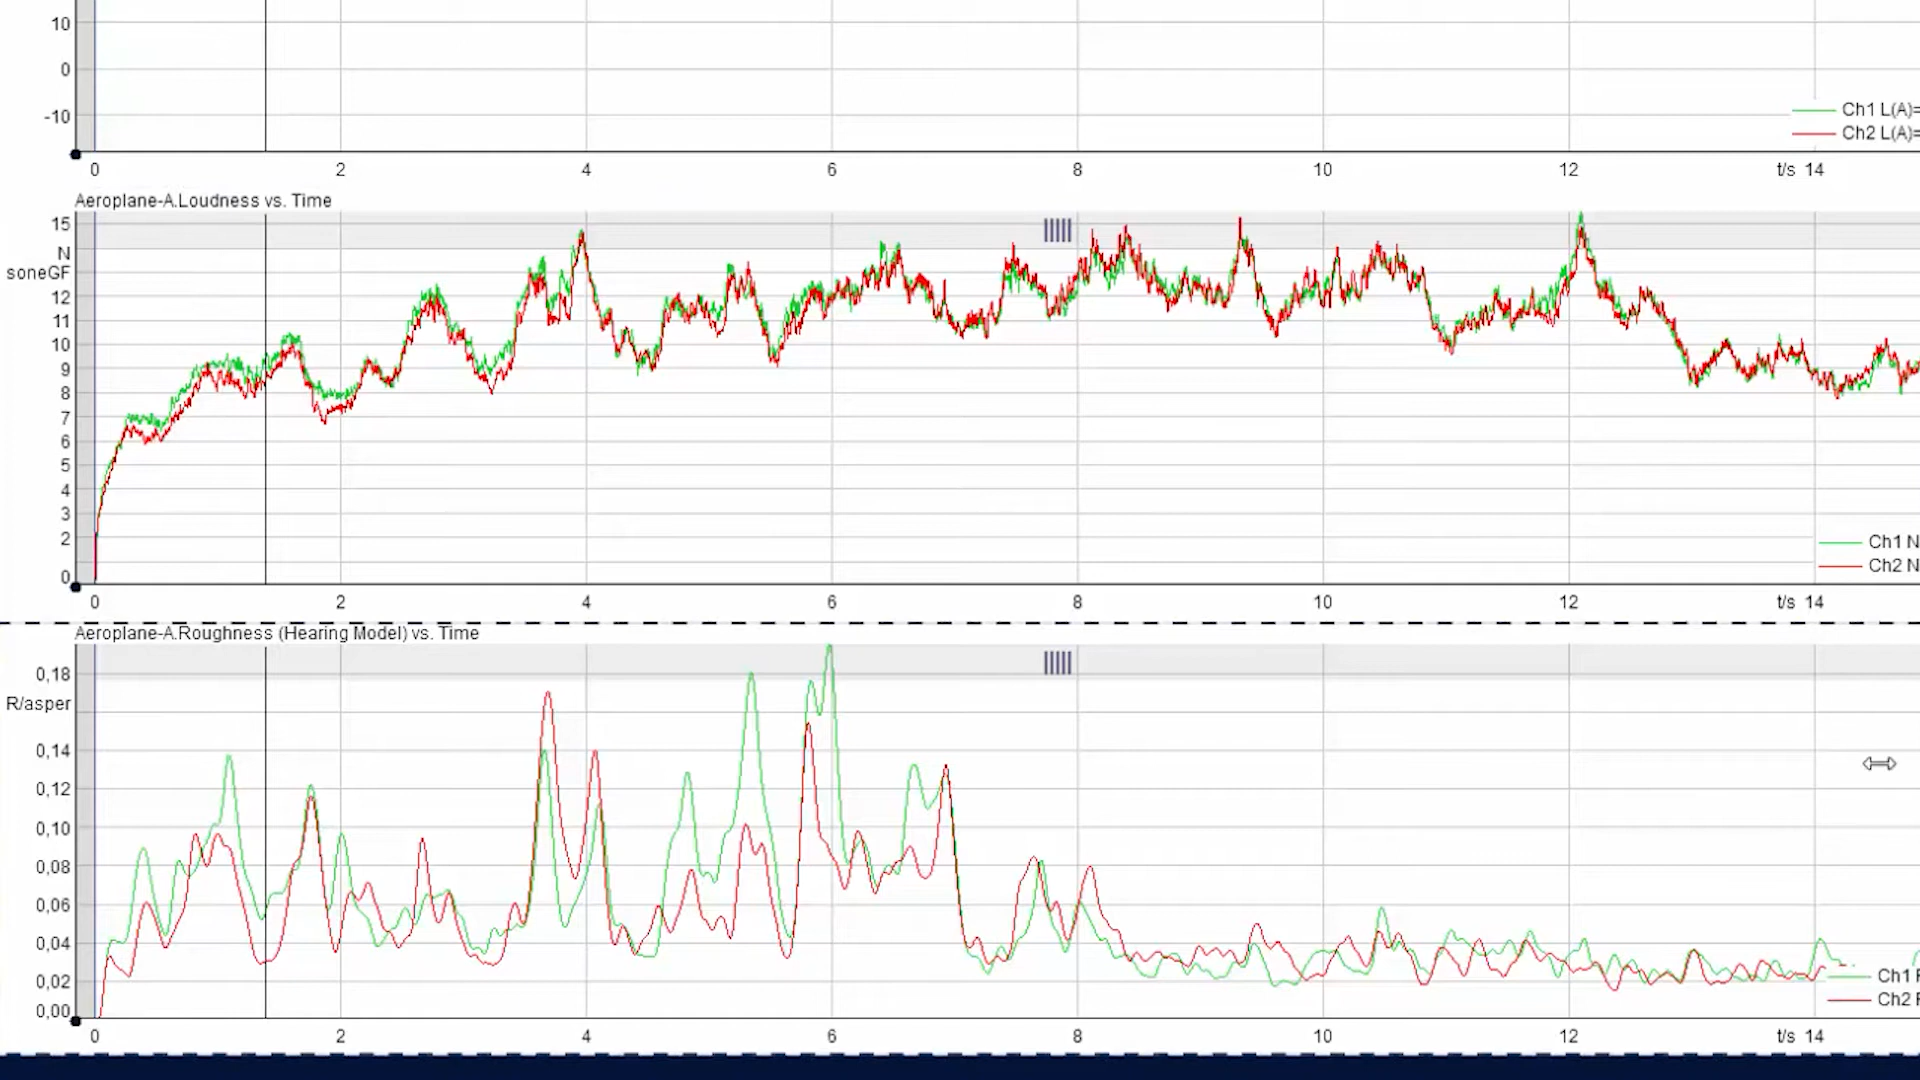 10
0
-10
Ch1 L(A)=
Ch2 L(A)=
0 2 4 6 8 10 12 t/s 14
Aeroplane-A.Loudness vs. Time
15
N
soneGF
12
11
10
9
8
7
6
5
4
3
2
0
Ch1 N
Ch2 N
0 2 4 6 8 10 12 t/s 14
Aeroplane-A.Roughness (Hearing Model) vs. Time
0,18
R/asper
0,14
0,12
0,10
0,08
0,06
0,04
0,02
0,00
Ch1
Ch2
0 2 4 6 8 10 12 t/s 14